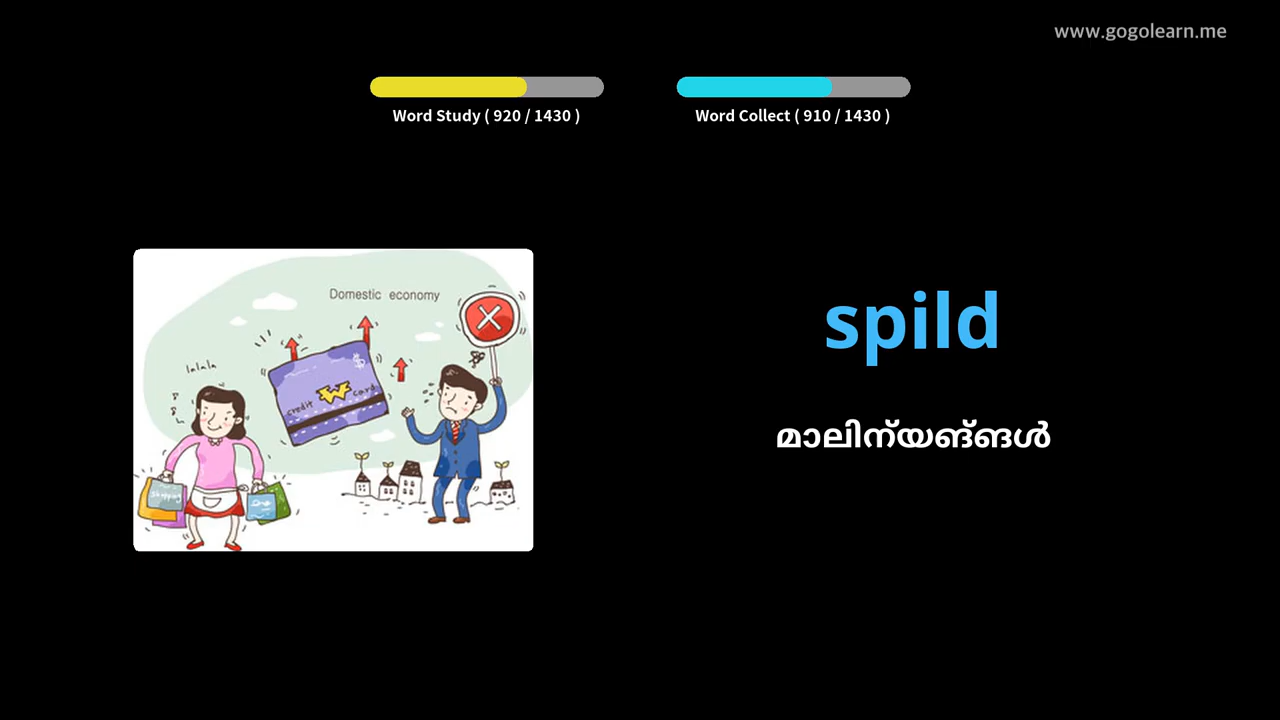 www.gogolearn.me
Word Study ( 920 / 1430 )
Word Collect ( 910 / 1430 )
Domestic economy
lalala
credit
card
$
W
shopping
spild
മാലിന്യങ്ങൾ